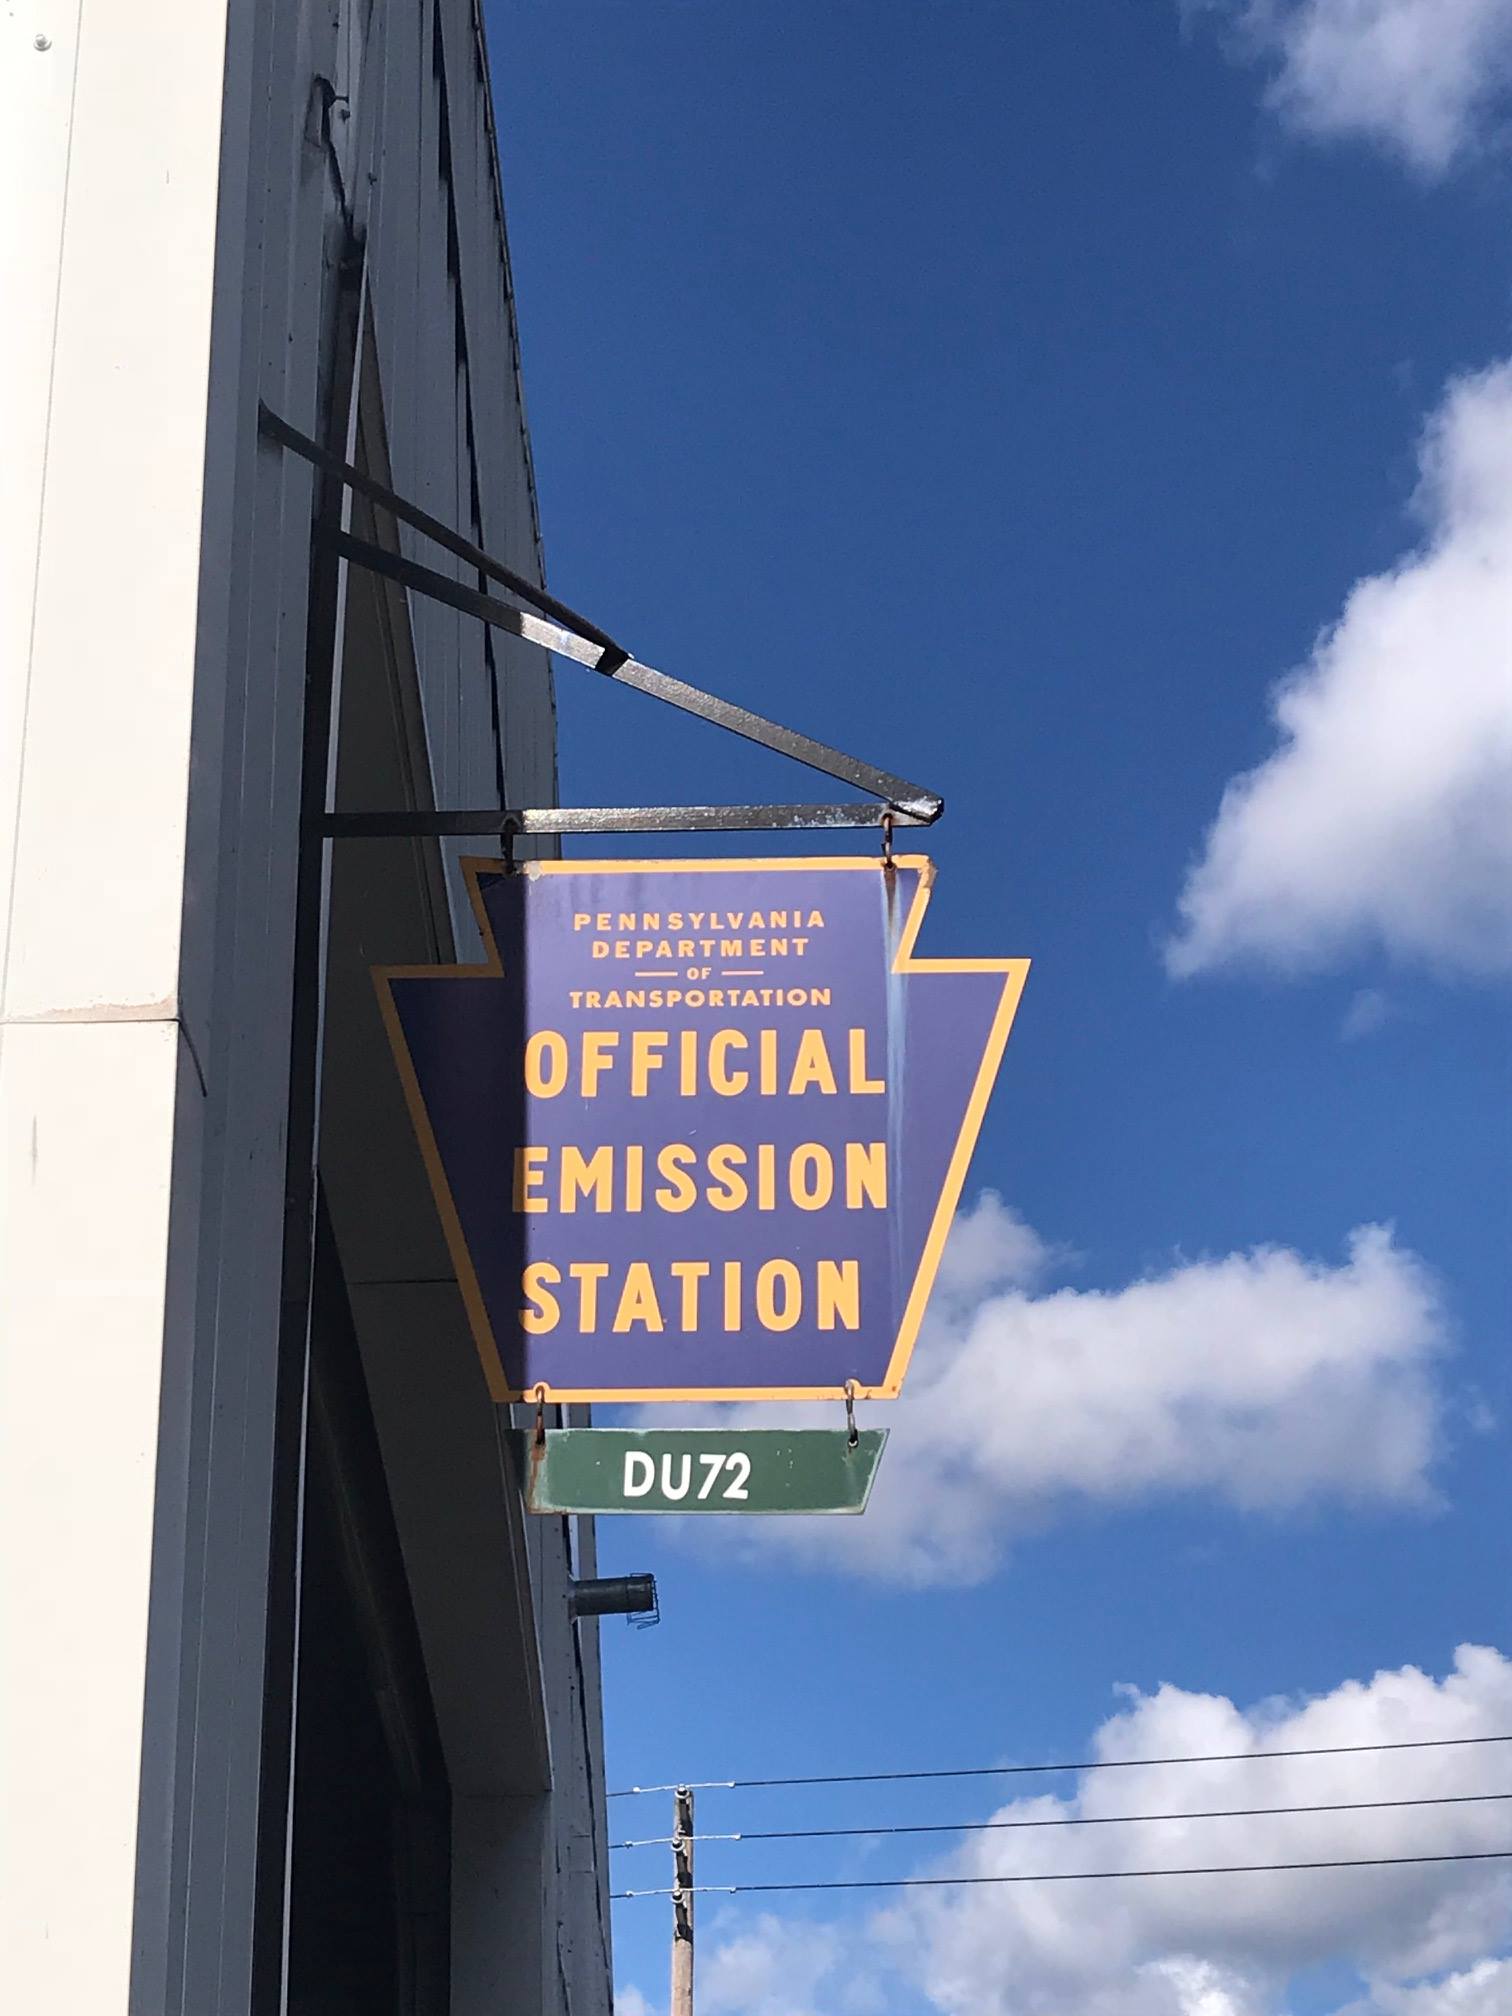 PENNSYLVANIA
DEPARTMENT
OF
TRANSPORTATION
OFFICIAL
EMISSION
STATION
DU72